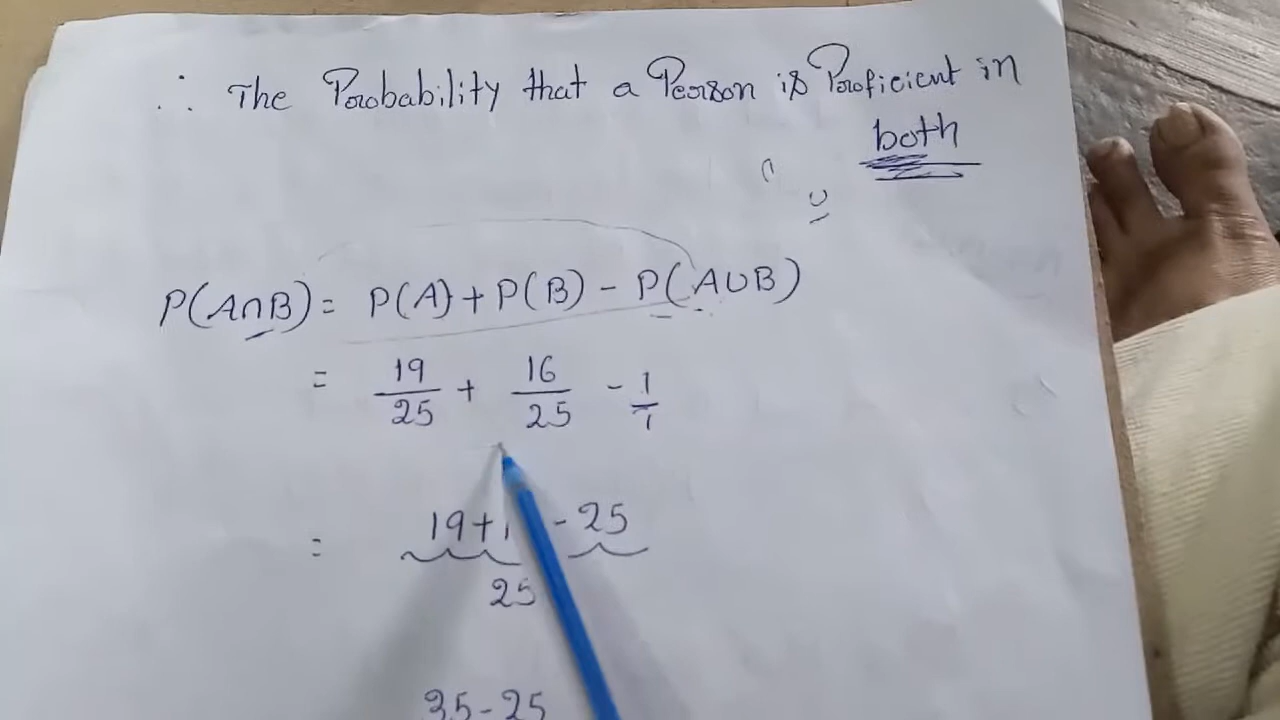 ∴ The Probability that a Person is Proficient in
both
P(A∩B) = P(A) + P(B) - P(A∪B)
= 19/25 + 16/25 - 1/1
= 19+1 - 25
25
35-25